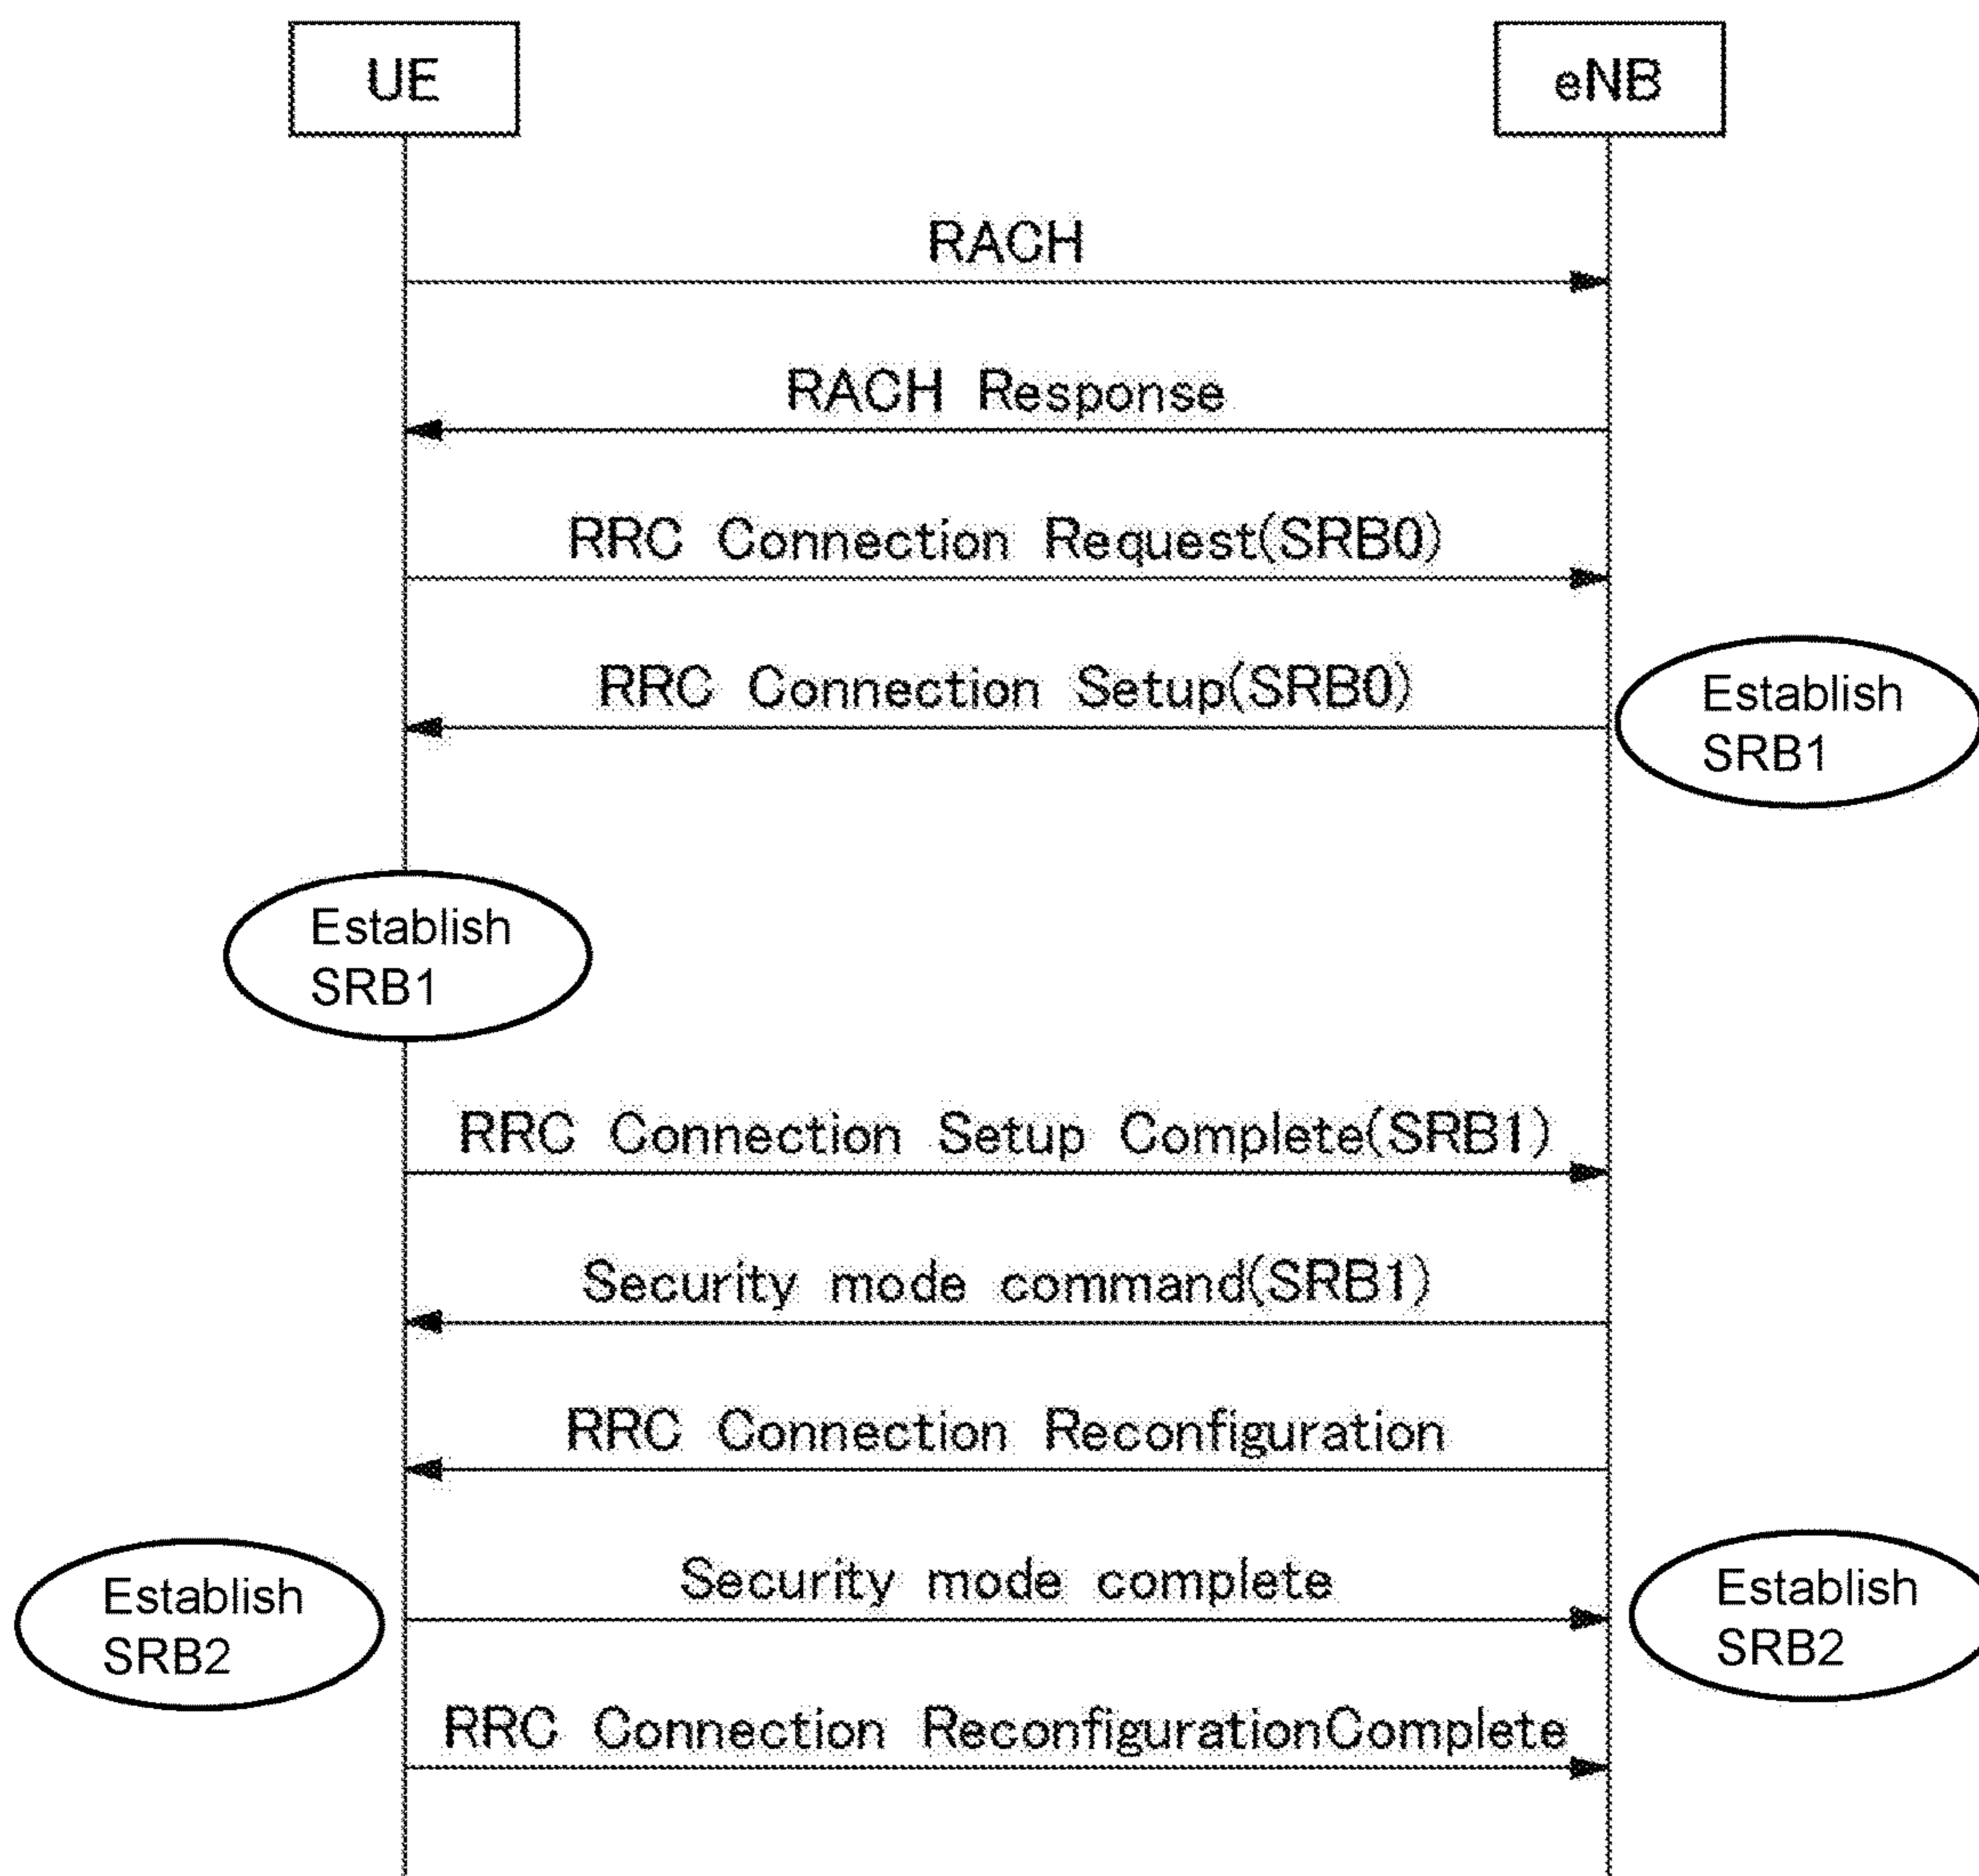 UE
eNB
RACH
RACH Response
RRC Connection Request(SRB0)
RRC Connection Setup(SRB0)
Establish
SRB1
Establish
SRB1
RRC Connection Setup Complete(SRB1)
Security mode command(SRB1)
RRC Connection Reconfiguration
Security mode complete
Establish
SRB2
Establish
SRB2
RRC Connection ReconfigurationComplete